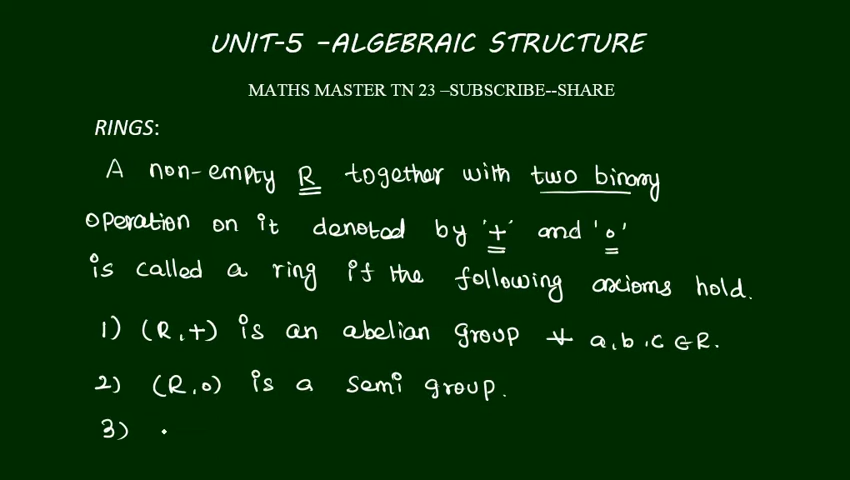 UNIT-5 –ALGEBRAIC STRUCTURE
MATHS MASTER TN 23 –SUBSCRIBE--SHARE
RINGS:
A non-empty R together with two binary
operation on it denoted by '+' and 'o'
is called a ring if the following axioms hold.
1) (R,+) is an abelian group ∀ a,b,c ∈ R.
2) (R,o) is a semi group.
3)